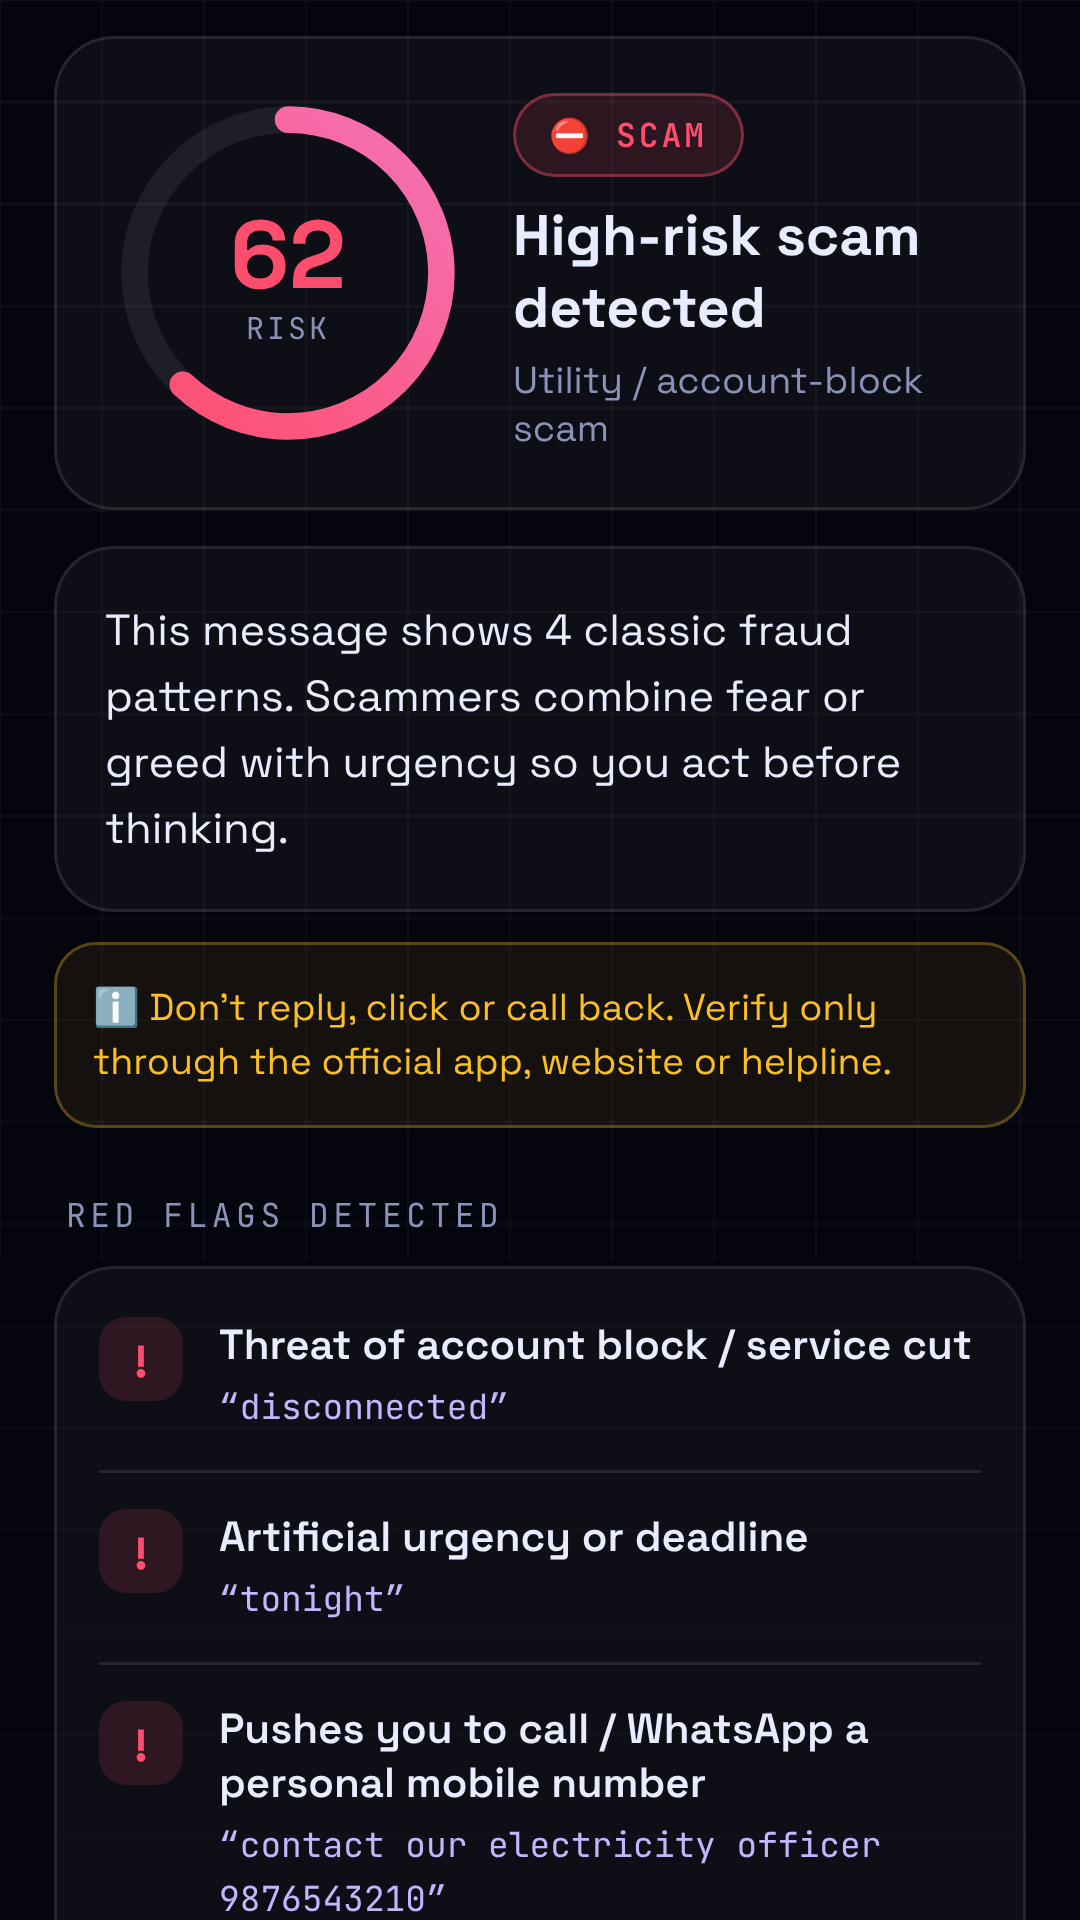 ⛔ SCAM
62
RISK
High-risk scam
detected
Utility / account-block
scam
This message shows 4 classic fraud
patterns. Scammers combine fear or
greed with urgency so you act before
thinking.
ℹ️ Don’t reply, click or call back. Verify only
through the official app, website or helpline.
RED FLAGS DETECTED
! Threat of account block / service cut
“disconnected”
! Artificial urgency or deadline
“tonight”
! Pushes you to call / WhatsApp a
personal mobile number
“contact our electricity officer
9876543210”